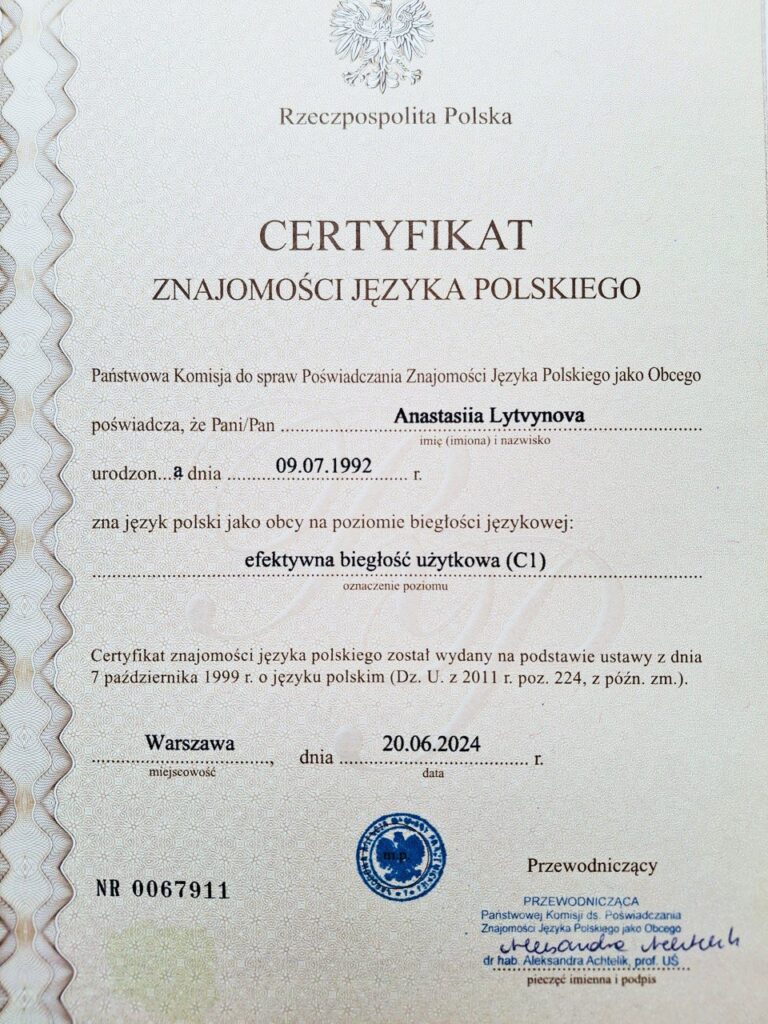 Rzeczpospolita Polska
CERTYFIKAT
ZNAJOMOŚCI JĘZYKA POLSKIEGO
Państwowa Komisja do spraw Poświadczania Znajomości Języka Polskiego jako Obcego
poświadcza, że Pani/Pan Anastasiia Lytvynova
imię (imiona) i nazwisko
urodzon...a dnia 09.07.1992 r.
zna język polski jako obcy na poziomie biegłości językowej:
efektywna biegłość użytkowa (C1)
oznaczenie poziomu
Certyfikat znajomości języka polskiego został wydany na podstawie ustawy z dnia
7 października 1999 r. o języku polskim (Dz. U. z 2011 r. poz. 224, z późn. zm.).
Warszawa, dnia 20.06.2024 r.
miejscowość data
m.p.
NR 0067911
Przewodniczący
PRZEWODNICZĄCA
Państwowej Komisji ds. Poświadczania
Znajomości Języka Polskiego jako Obcego
dr hab. Aleksandra Achtelik, prof. UŚ
pieczęć imienna i podpis